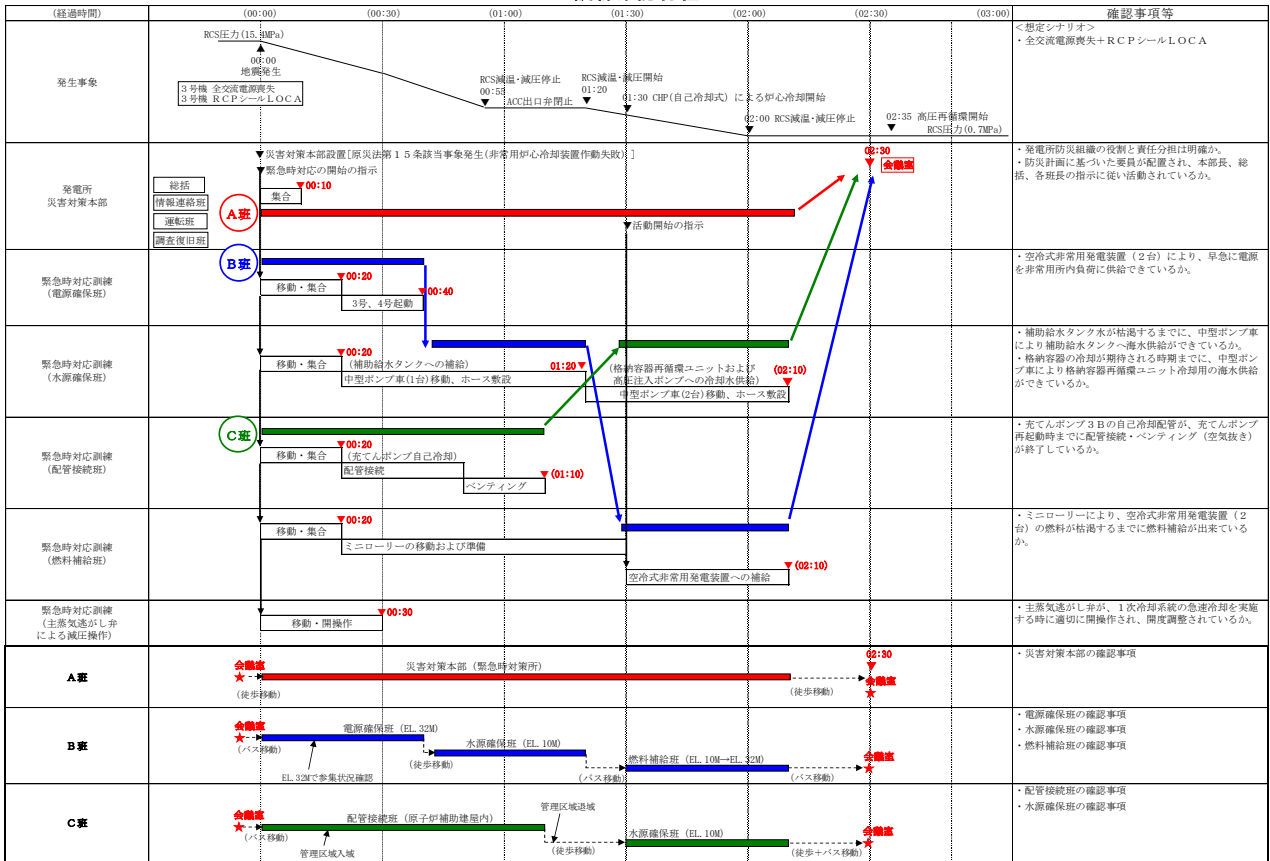 (経過時間)
(00:00)
(00:30)
(01:00)
(01:30)
(02:00)
(02:30)
(03:00)
確認事項等
発生事象
RCS圧力(15.4MPa)
00:00
地震発生
3号機 全交流電源喪失
3号機 RCPシールLOCA
RCS減温・減圧停止
00:55
ACC出口弁閉止
RCS減温・減圧開始
01:20
01:30 CHP(自己冷却式)による炉心冷却開始
02:00 RCS減温・減圧停止
02:35 高圧再循環開始
RCS圧力(0.7MPa)
<想定シナリオ>
・全交流電源喪失+RCPシールLOCA
発電所
災害対策本部
総括
情報連絡班
運転班
調査復旧班
▼災害対策本部設置[原災法第15条該当事象発生(非常用炉心冷却装置作動失敗)]
▼緊急時対応の開始の指示
00:10
集合
A班
▼活動開始の指示
02:30
会議室
・発電所防災組織の役割と責任分担は明確か。
・防災計画に基づいた要員が配置され、本部長、総
括、各班長の指示に従い活動されているか。
緊急時対応訓練
(電源確保班)
B班
00:20
移動・集合
00:40
3号、4号起動
・空冷式非常用発電装置(2台)により、早急に電源
を非常用所内負荷に供給できているか。
緊急時対応訓練
(水源確保班)
00:20
移動・集合
(補助給水タンクへの補給)
01:20
中型ポンプ車(1台)移動、ホース敷設
(格納容器再循環ユニットおよび
高圧注入ポンプへの冷却水供給)
(02:10)
中型ポンプ車(2台)移動、ホース敷設
・補助給水タンク水が枯渇するまでに、中型ポンプ車
により補助給水タンクへ海水供給ができているか。
・格納容器の冷却が期待される時期までに、中型ポン
プ車により格納容器再循環ユニット冷却用の海水供給
ができているか。
緊急時対応訓練
(配管接続班)
C班
00:20
移動・集合
(充てんポンプ自己冷却)
配管接続
(01:10)
ベンティング
・充てんポンプ3Bの自己冷却配管が、充てんポンプ
再起動時までに配管接続・ベンティング(空気抜き)
が終了しているか。
緊急時対応訓練
(燃料補給班)
00:20
移動・集合
ミニローリーの移動および準備
(02:10)
空冷式非常用発電装置への補給
・ミニローリーにより、空冷式非常用発電装置(2
台)の燃料が枯渇するまでに燃料補給が出来ている
か。
緊急時対応訓練
(主蒸気逃がし弁
による減圧操作)
00:30
移動・開操作
・主蒸気逃がし弁が、1次冷却系統の急速冷却を実施
する時に適切に開操作され、開度調整されているか。
A班
会議室
(徒歩移動)
災害対策本部(緊急時対策所)
(徒歩移動)
02:30
会議室
・災害対策本部の確認事項
B班
会議室
(バス移動)
電源確保班(EL.32M)
EL.32Mで参集状況確認
(徒歩移動)
水源確保班(EL.10M)
(バス移動)
燃料補給班(EL.10M→EL.32M)
(バス移動)
会議室
・電源確保班の確認事項
・水源確保班の確認事項
・燃料補給班の確認事項
C班
会議室
(バス移動)
配管接続班(原子炉補助建屋内)
管理区域入域
管理区域退域
(徒歩移動)
水源確保班(EL.10M)
(徒歩+バス移動)
会議室
・配管接続班の確認事項
・水源確保班の確認事項